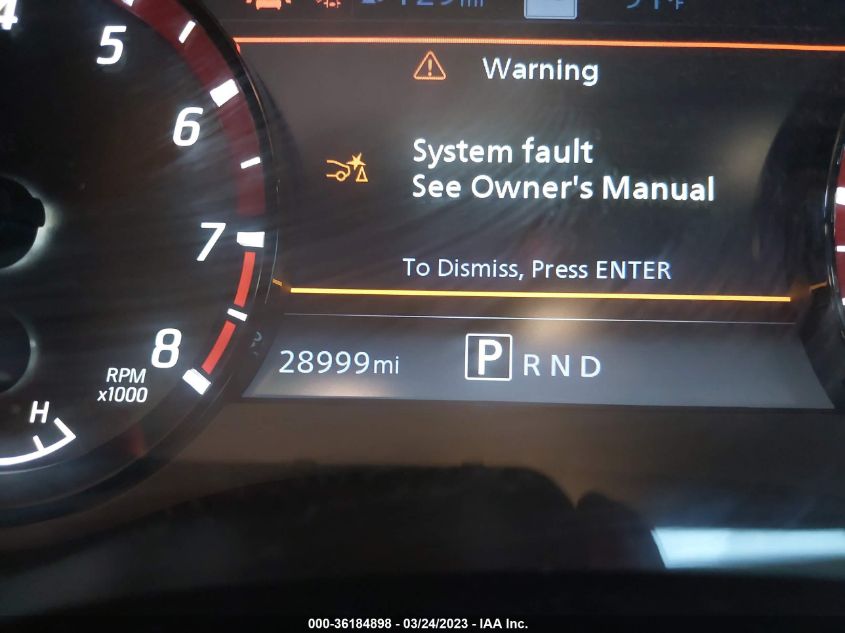 4
5
6
7
8
RPM
x1000
H
Warning
System fault
See Owner's Manual
To Dismiss, Press ENTER
28999mi
P R N D
000-36184898 - 03/24/2023 - IAA Inc.